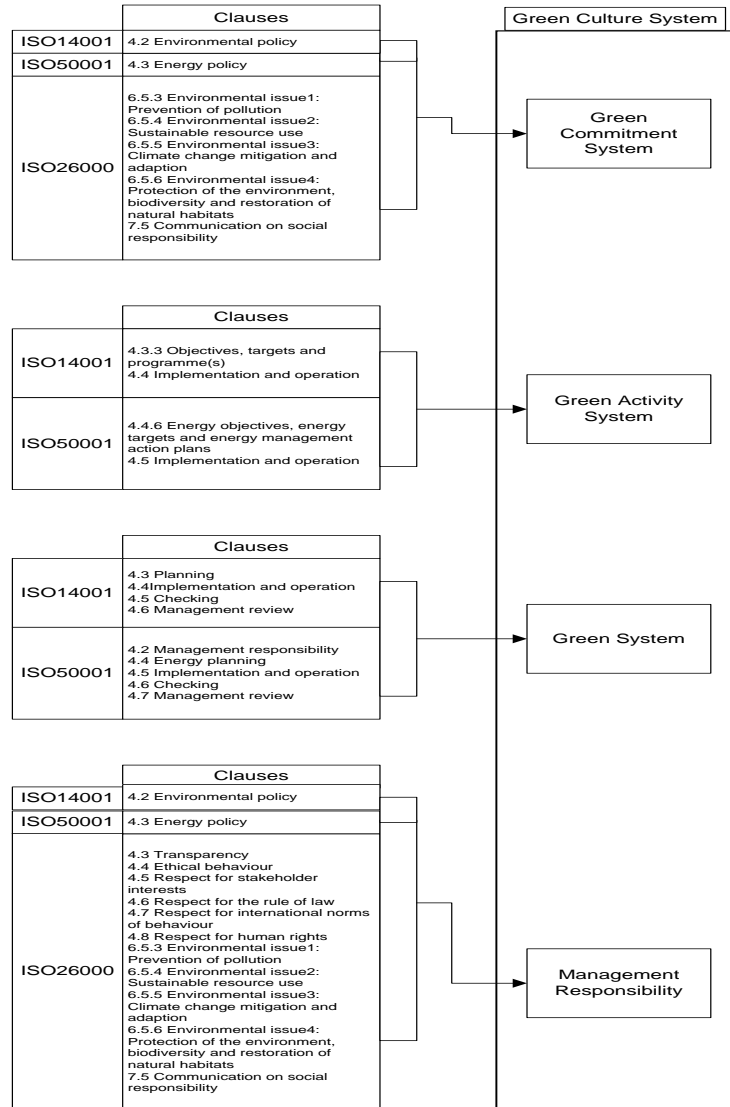 Clauses
Green Culture System
ISO14001
4.2 Environmental policy
ISO50001
4.3 Energy policy
ISO26000
6.5.3 Environmental issue1:
Prevention of pollution
6.5.4 Environmental issue2:
Sustainable resource use
6.5.5 Environmental issue3:
Climate change mitigation and
adaption
6.5.6 Environmental issue4:
Protection of the environment,
biodiversity and restoration of
natural habitats
7.5 Communication on social
responsibility
Green
Commitment
System
Clauses
ISO14001
4.3.3 Objectives, targets and
programme(s)
4.4 Implementation and operation
ISO50001
4.4.6 Energy objectives, energy
targets and energy management
action plans
4.5 Implementation and operation
Green Activity
System
Clauses
ISO14001
4.3 Planning
4.4Implementation and operation
4.5 Checking
4.6 Management review
ISO50001
4.2 Management responsibility
4.4 Energy planning
4.5 Implementation and operation
4.6 Checking
4.7 Management review
Green System
Clauses
ISO14001
4.2 Environmental policy
ISO50001
4.3 Energy policy
ISO26000
4.3 Transparency
4.4 Ethical behaviour
4.5 Respect for stakeholder
interests
4.6 Respect for the rule of law
4.7 Respect for international norms
of behaviour
4.8 Respect for human rights
6.5.3 Environmental issue1:
Prevention of pollution
6.5.4 Environmental issue2:
Sustainable resource use
6.5.5 Environmental issue3:
Climate change mitigation and
adaption
6.5.6 Environmental issue4:
Protection of the environment,
biodiversity and restoration of
natural habitats
7.5 Communication on social
responsibility
Management
Responsibility